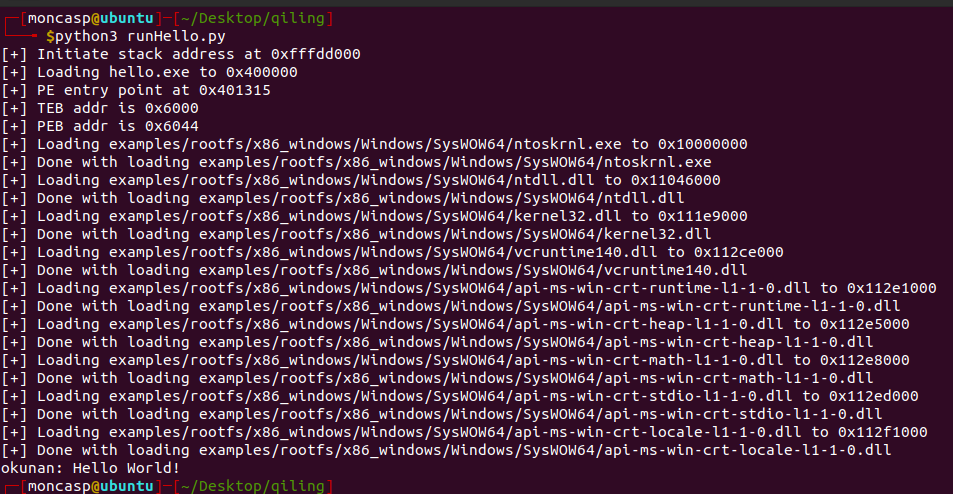 ┌─[moncasp@ubuntu]─[~/Desktop/qiling]
└──╼ $python3 runHello.py
[+] Initiate stack address at 0xfffdd000
[+] Loading hello.exe to 0x400000
[+] PE entry point at 0x401315
[+] TEB addr is 0x6000
[+] PEB addr is 0x6044
[+] Loading examples/rootfs/x86_windows/Windows/SysWOW64/ntoskrnl.exe to 0x10000000
[+] Done with loading examples/rootfs/x86_windows/Windows/SysWOW64/ntoskrnl.exe
[+] Loading examples/rootfs/x86_windows/Windows/SysWOW64/ntdll.dll to 0x11046000
[+] Done with loading examples/rootfs/x86_windows/Windows/SysWOW64/ntdll.dll
[+] Loading examples/rootfs/x86_windows/Windows/SysWOW64/kernel32.dll to 0x111e9000
[+] Done with loading examples/rootfs/x86_windows/Windows/SysWOW64/kernel32.dll
[+] Loading examples/rootfs/x86_windows/Windows/SysWOW64/vcruntime140.dll to 0x112ce000
[+] Done with loading examples/rootfs/x86_windows/Windows/SysWOW64/vcruntime140.dll
[+] Loading examples/rootfs/x86_windows/Windows/SysWOW64/api-ms-win-crt-runtime-l1-1-0.dll to 0x112e1000
[+] Done with loading examples/rootfs/x86_windows/Windows/SysWOW64/api-ms-win-crt-runtime-l1-1-0.dll
[+] Loading examples/rootfs/x86_windows/Windows/SysWOW64/api-ms-win-crt-heap-l1-1-0.dll to 0x112e5000
[+] Done with loading examples/rootfs/x86_windows/Windows/SysWOW64/api-ms-win-crt-heap-l1-1-0.dll
[+] Loading examples/rootfs/x86_windows/Windows/SysWOW64/api-ms-win-crt-math-l1-1-0.dll to 0x112e8000
[+] Done with loading examples/rootfs/x86_windows/Windows/SysWOW64/api-ms-win-crt-math-l1-1-0.dll
[+] Loading examples/rootfs/x86_windows/Windows/SysWOW64/api-ms-win-crt-stdio-l1-1-0.dll to 0x112ed000
[+] Done with loading examples/rootfs/x86_windows/Windows/SysWOW64/api-ms-win-crt-stdio-l1-1-0.dll
[+] Loading examples/rootfs/x86_windows/Windows/SysWOW64/api-ms-win-crt-locale-l1-1-0.dll to 0x112f1000
[+] Done with loading examples/rootfs/x86_windows/Windows/SysWOW64/api-ms-win-crt-locale-l1-1-0.dll
okunan: Hello World!
┌─[moncasp@ubuntu]─[~/Desktop/qiling]